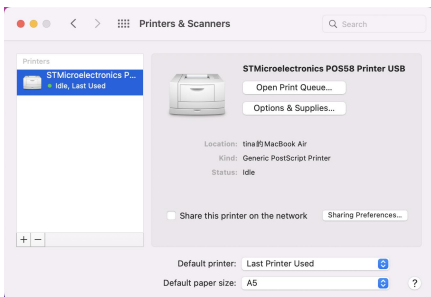 Printers & Scanners
Search
Printers
STMicroelectronics P...
Idle, Last Used
STMicroelectronics POS58 Printer USB
Open Print Queue...
Options & Supplies...
Location: tina的MacBook Air
Kind: Generic PostScript Printer
Status: Idle
Share this printer on the network
Sharing Preferences...
+ −
Default printer: Last Printer Used
Default paper size: A5
?